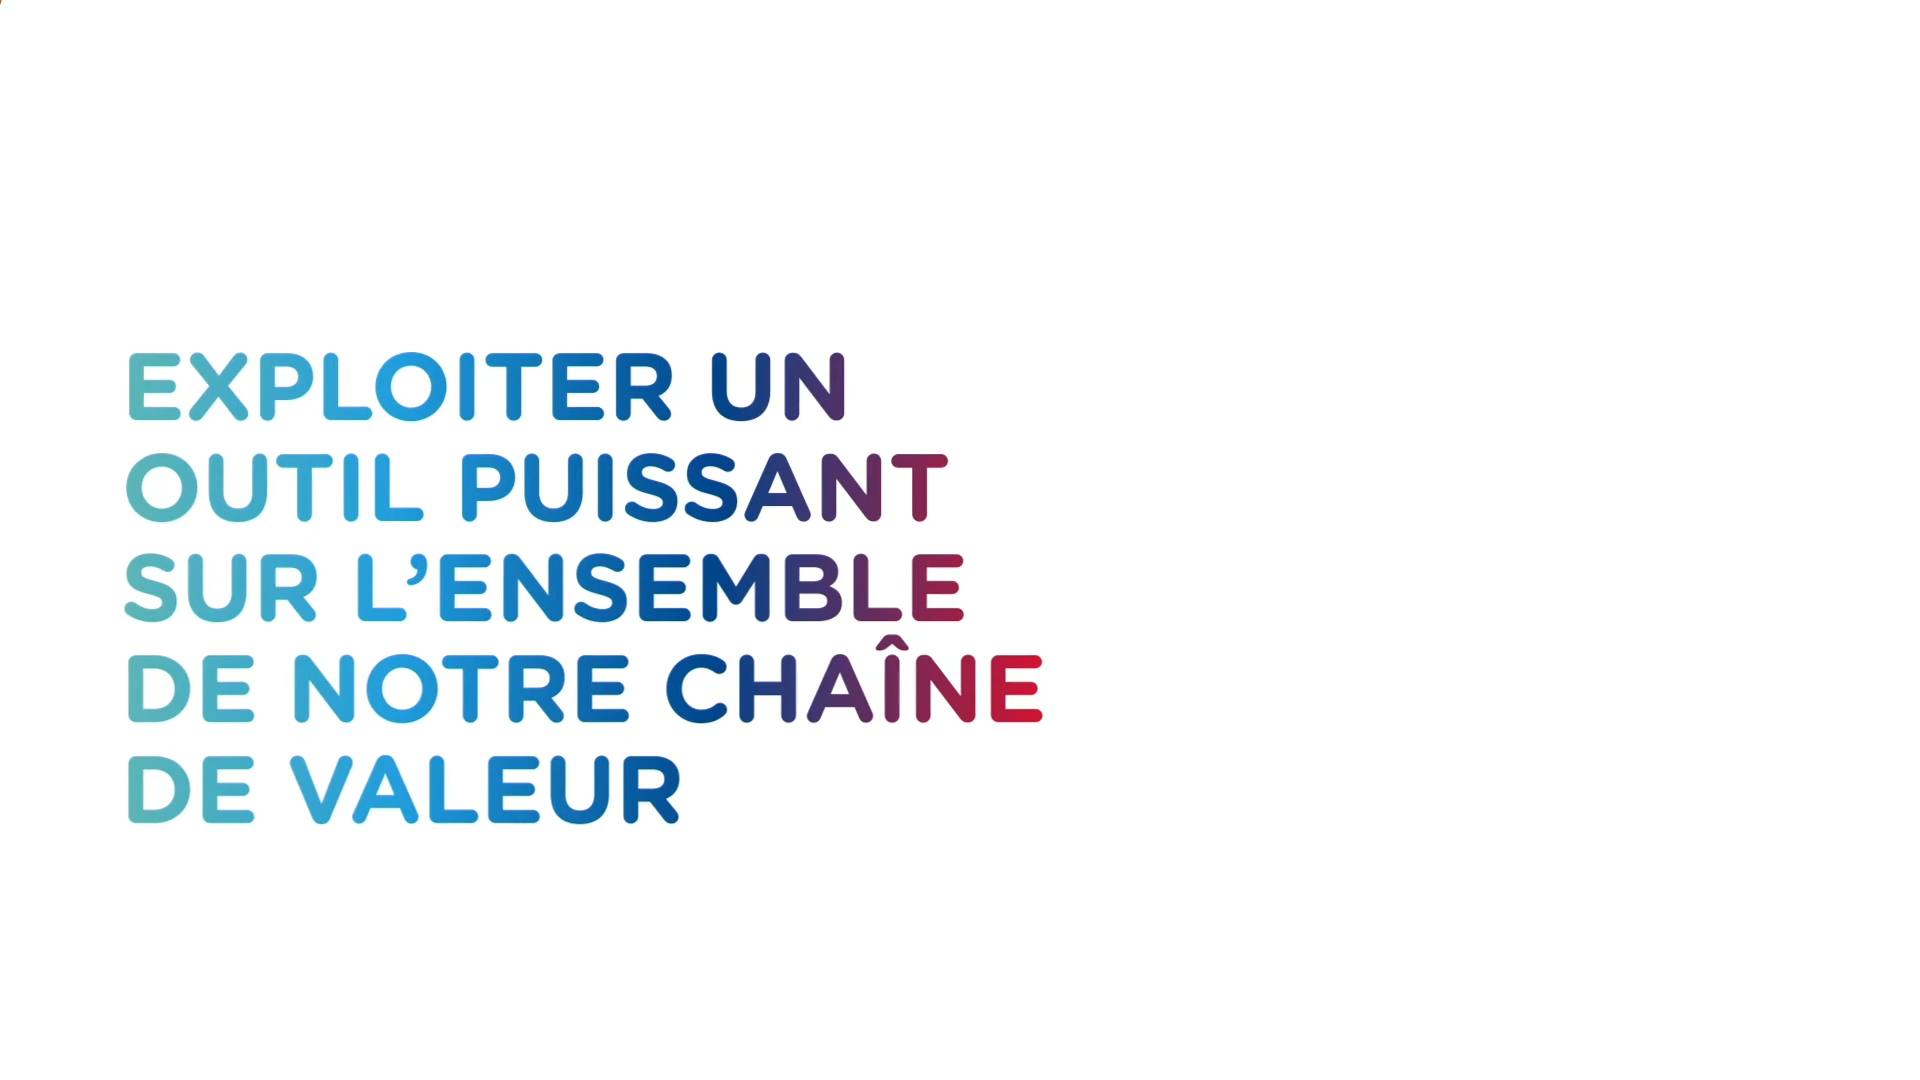 EXPLOITER UN
OUTIL PUISSANT
SUR L’ENSEMBLE
DE NOTRE CHAÎNE
DE VALEUR